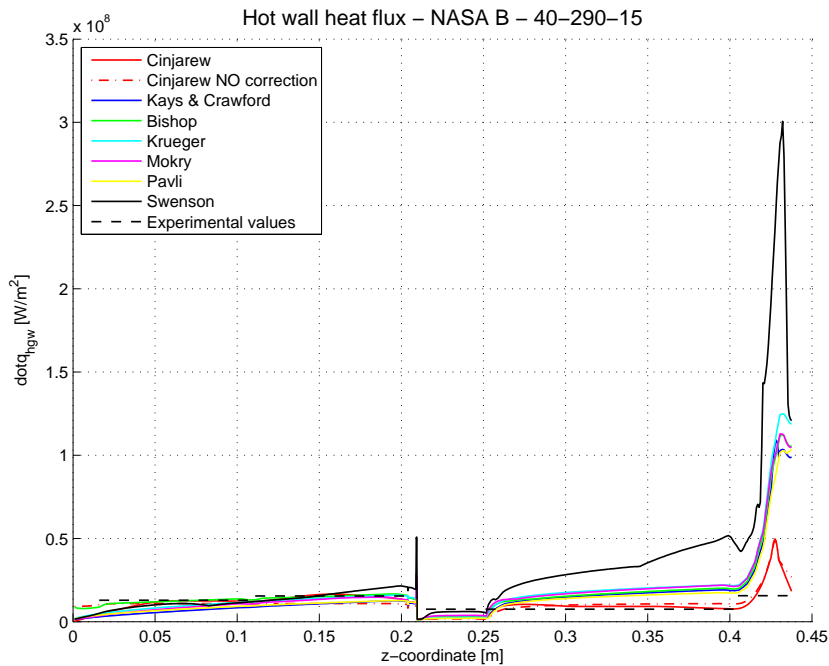 Hot wall heat flux − NASA B − 40−290−15
x 10^8
3.5
3
2.5
2
1.5
1
0.5
0
dotq_hgw [W/m^2]
Cinjarew
Cinjarew NO correction
Kays & Crawford
Bishop
Krueger
Mokry
Pavli
Swenson
Experimental values
0 0.05 0.1 0.15 0.2 0.25 0.3 0.35 0.4 0.45
z−coordinate [m]